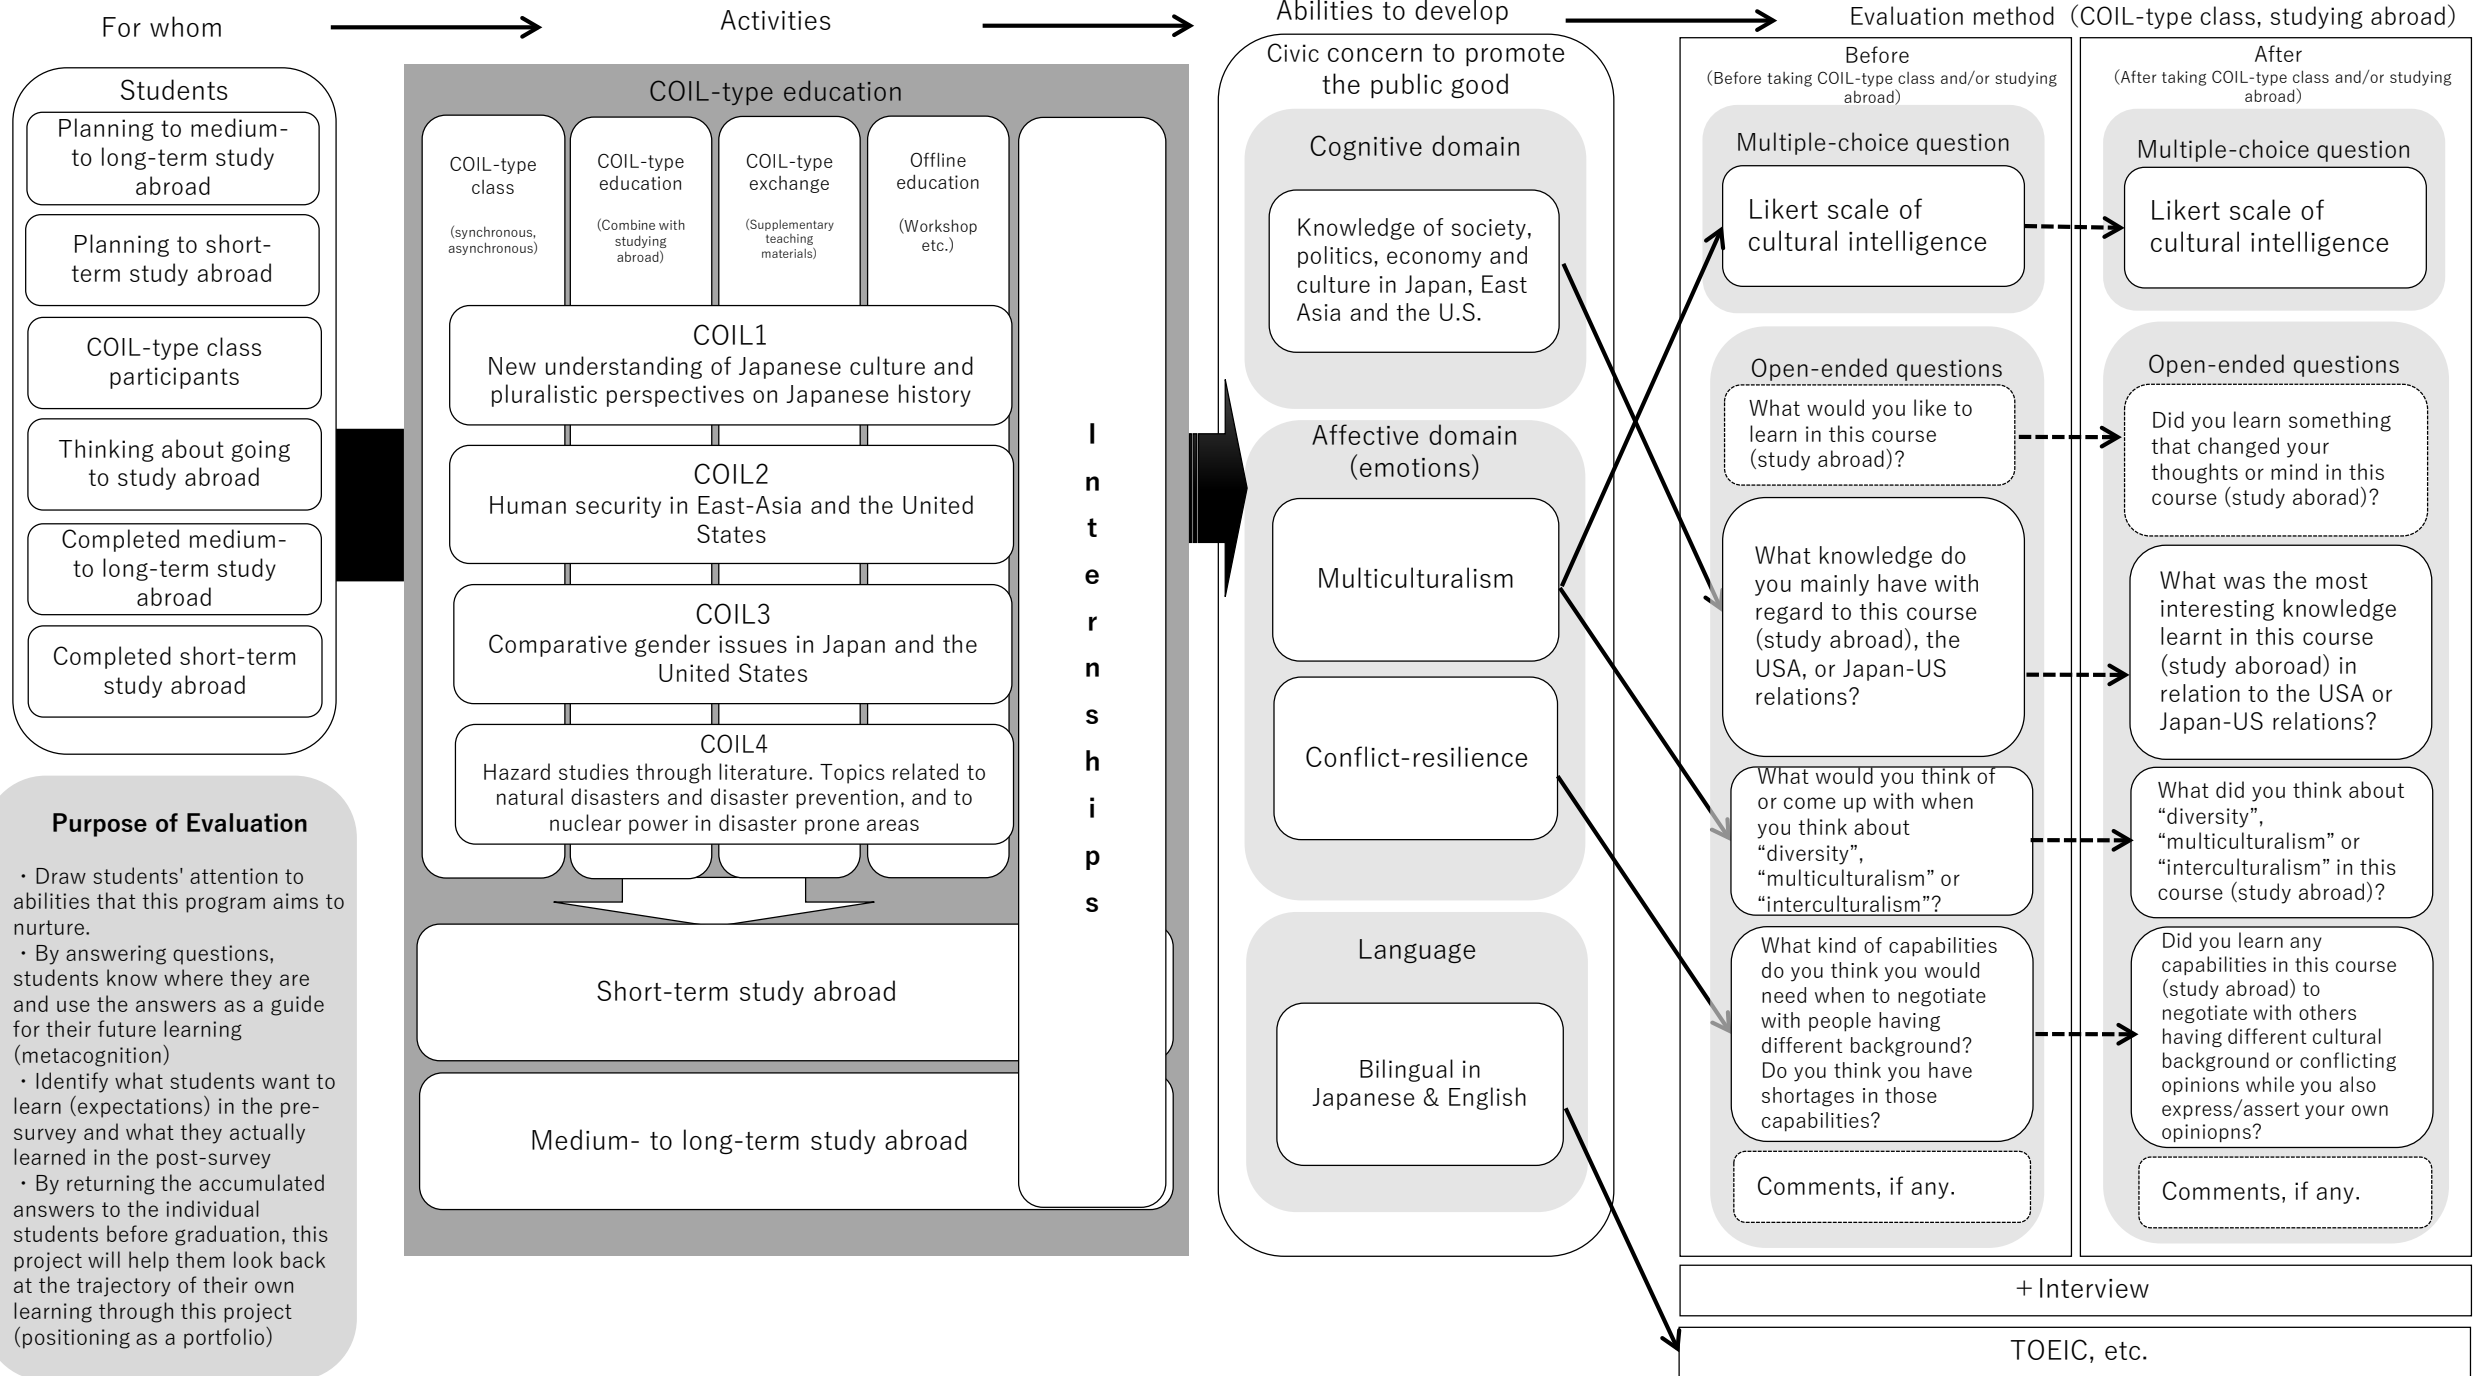 For whom
Activities
Abilities to develop
Evaluation method (COIL-type class, studying abroad)
Students
Planning to medium-
to long-term study
abroad
Planning to short-
term study abroad
COIL-type class
participants
Thinking about going
to study abroad
Completed medium-
to long-term study
abroad
Completed short-term
study abroad
Purpose of Evaluation
・Draw students' attention to
abilities that this program aims to
nurture.
・By answering questions,
students know where they are
and use the answers as a guide
for their future learning
(metacognition)
・Identify what students want to
learn (expectations) in the pre-
survey and what they actually
learned in the post-survey
・By returning the accumulated
answers to the individual
students before graduation, this
project will help them look back
at the trajectory of their own
learning through this project
(positioning as a portfolio)
COIL-type education
COIL-type
class
(synchronous,
asynchronous)
COIL-type
education
(Combine with
studying
abroad)
COIL-type
exchange
(Supplementary
teaching
materials)
Offline
education
(Workshop
etc.)
COIL1
New understanding of Japanese culture and
pluralistic perspectives on Japanese history
COIL2
Human security in East-Asia and the United
States
COIL3
Comparative gender issues in Japan and the
United States
COIL4
Hazard studies through literature. Topics related to
natural disasters and disaster prevention, and to
nuclear power in disaster prone areas
Internships
Short-term study abroad
Medium- to long-term study abroad
Civic concern to promote
the public good
Cognitive domain
Knowledge of society,
politics, economy and
culture in Japan, East
Asia and the U.S.
Affective domain
(emotions)
Multiculturalism
Conflict-resilience
Language
Bilingual in
Japanese & English
Before
(Before taking COIL-type class and/or studying
abroad)
Multiple-choice question
Likert scale of
cultural intelligence
Open-ended questions
What would you like to
learn in this course
(study abroad)?
What knowledge do
you mainly have with
regard to this course
(study abroad), the
USA, or Japan-US
relations?
What would you think of
or come up with when
you think about
“diversity”,
“multiculturalism” or
“interculturalism”?
What kind of capabilities
do you think you would
need when to negotiate
with people having
different background?
Do you think you have
shortages in those
capabilities?
Comments, if any.
After
(After taking COIL-type class and/or studying
abroad)
Multiple-choice question
Likert scale of
cultural intelligence
Open-ended questions
Did you learn something
that changed your
thoughts or mind in this
course (study aborad)?
What was the most
interesting knowledge
learnt in this course
(study aboroad) in
relation to the USA or
Japan-US relations?
What did you think about
“diversity”,
“multiculturalism” or
“interculturalism” in this
course (study abroad)?
Did you learn any
capabilities in this course
(study abroad) to
negotiate with others
having different cultural
background or conflicting
opinions while you also
express/assert your own
opiniopns?
Comments, if any.
+Interview
TOEIC, etc.